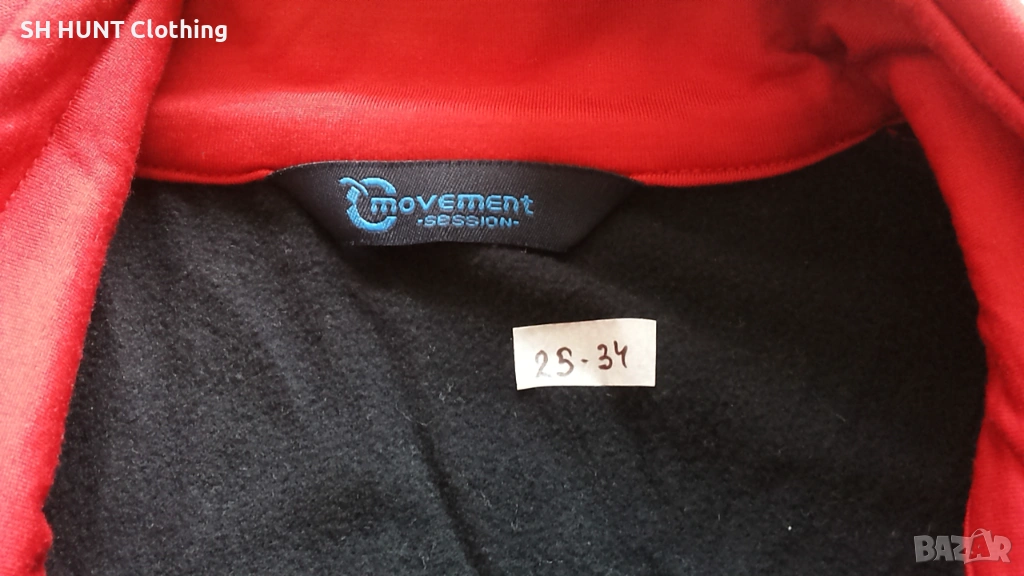 SH HUNT Clothing
movement
-SESSION-
25-34
BAZAR